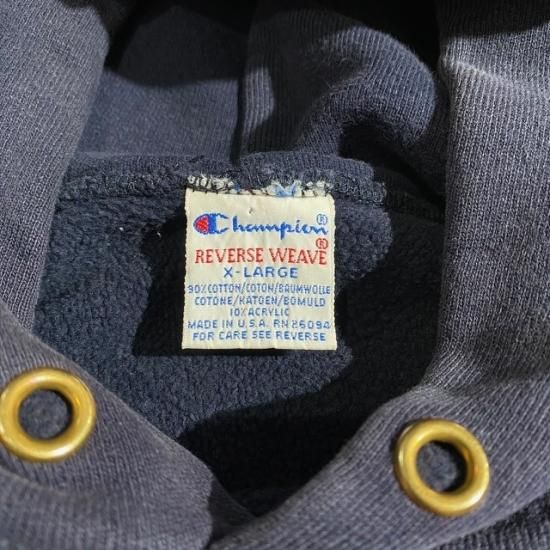 Champion®
REVERSE WEAVE®
X-LARGE
90% COTTON/COTON/BAUMWOLLE
COTONE/KATOEN/BOMULD
10% ACRYLIC
MADE IN U.S.A. RN 26094
FOR CARE SEE REVERSE